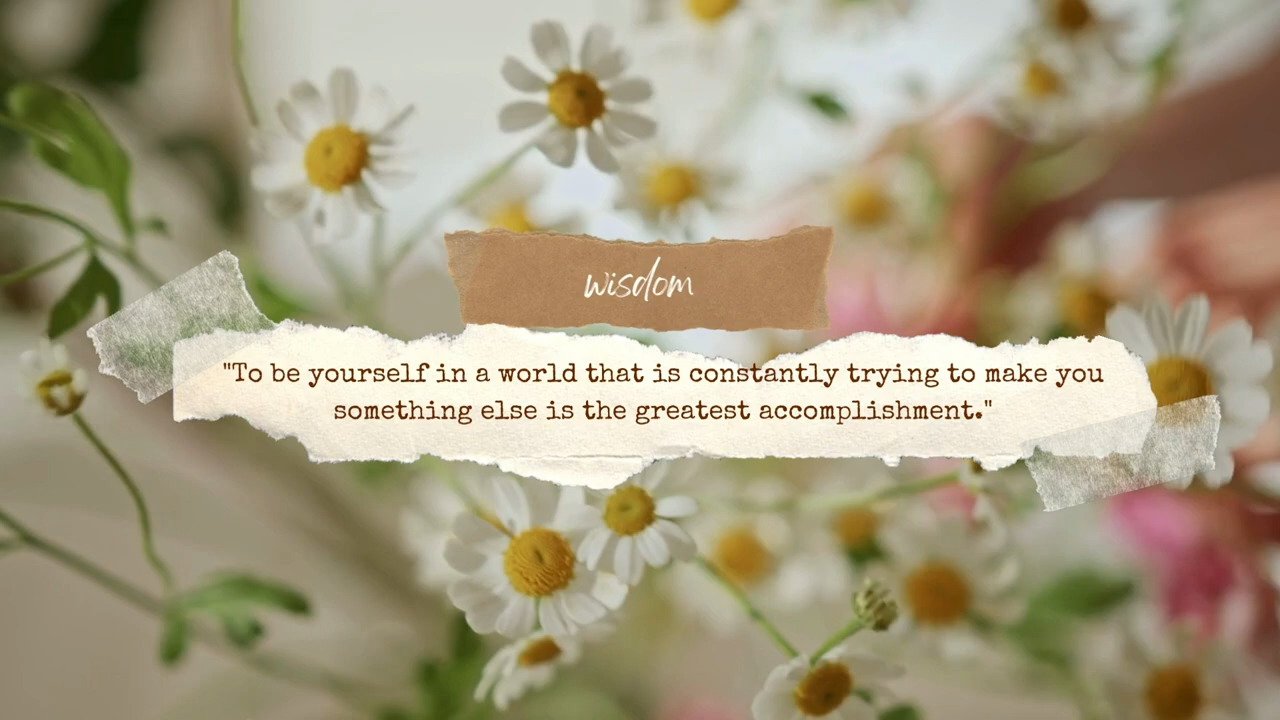 wisdom
"To be yourself in a world that is constantly trying to make you
something else is the greatest accomplishment."